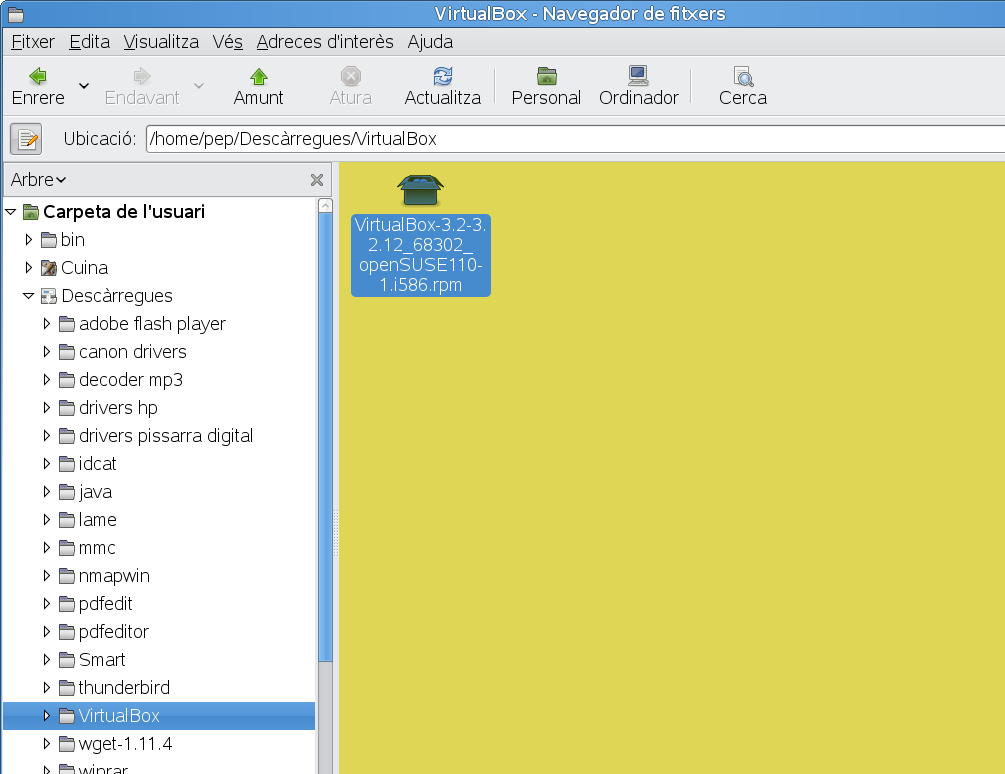 VirtualBox - Navegador de fitxers
Fitxer Edita Visualitza Vés Adreces d'interès Ajuda
Enrere Endavant Amunt Atura Actualitza Personal Ordinador Cerca
Ubicació: /home/pep/Descàrregues/VirtualBox
Arbre
Carpeta de l'usuari
bin
Cuina
Descàrregues
adobe flash player
canon drivers
decoder mp3
drivers hp
drivers pissarra digital
idcat
java
lame
mmc
nmapwin
pdfedit
pdfeditor
Smart
thunderbird
VirtualBox
wget-1.11.4
winrar
VirtualBox-3.2-3.
2.12_68302_
openSUSE110-
1.i586.rpm